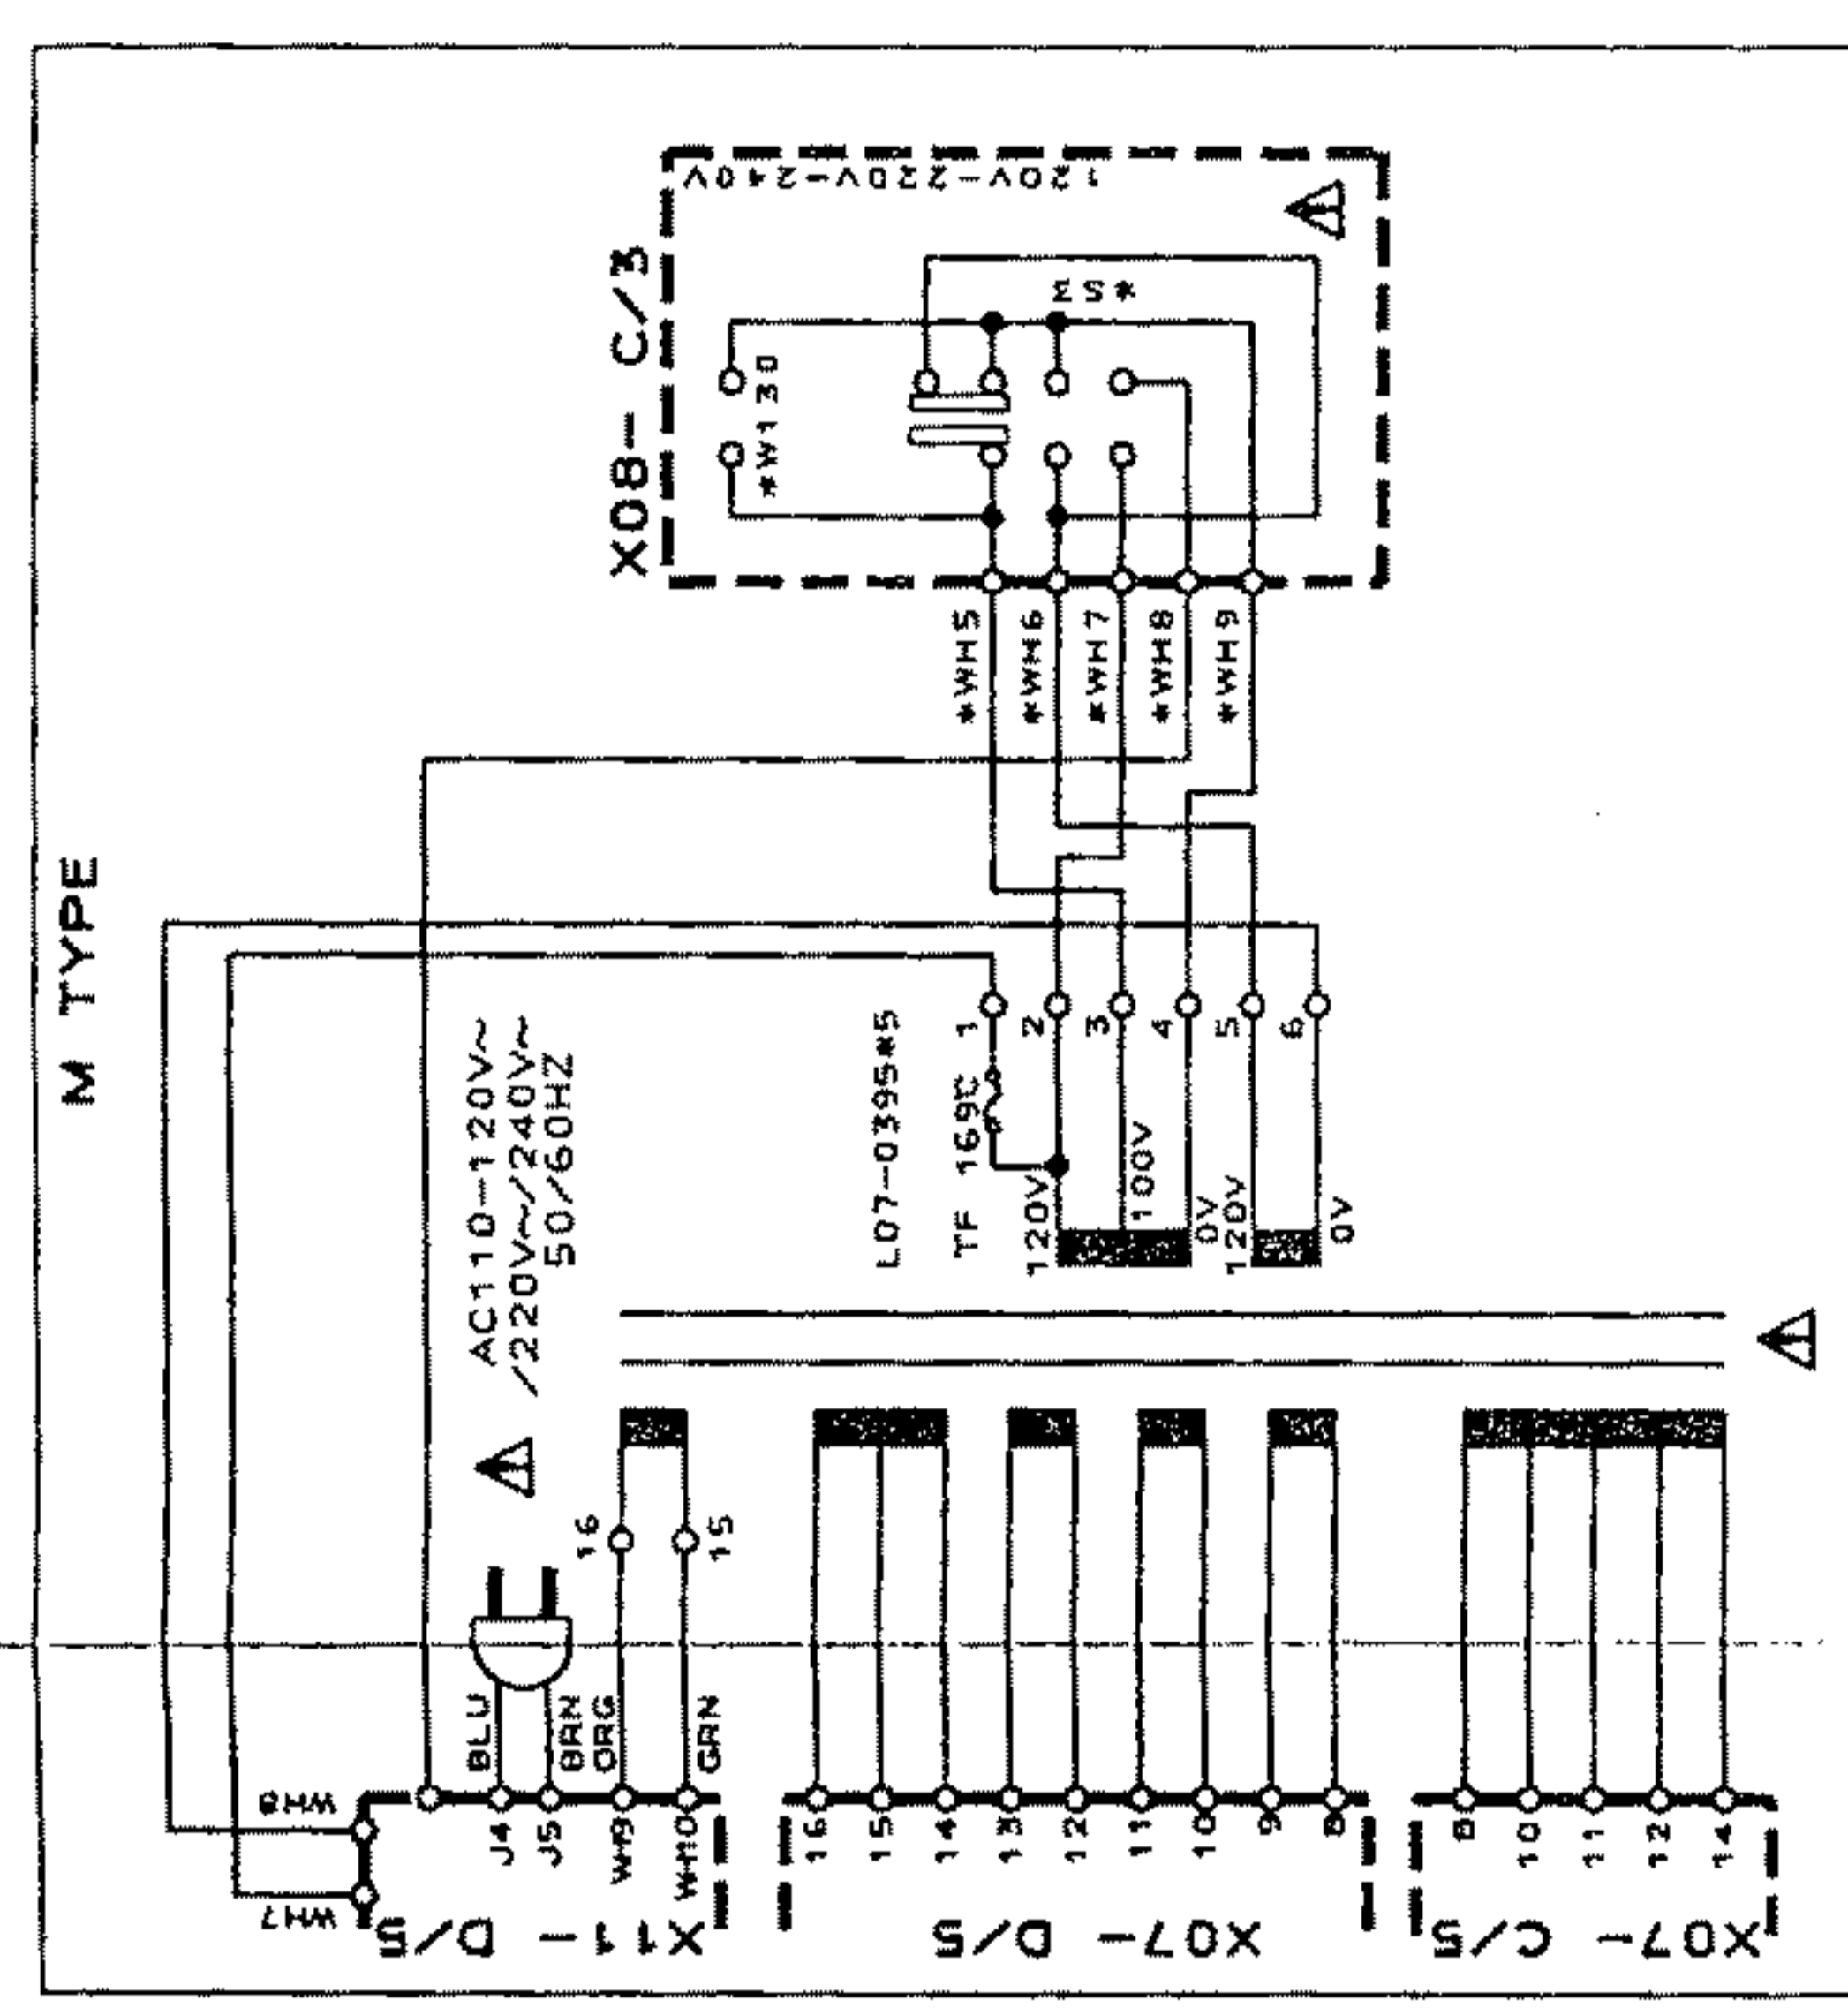 M TYPE
X08- C/3
120V-220V-240V
*S3
*W130
*WH5
*WH6
*WH7
*WH8
*WH9
AC110-120V~
/220V~/240V~
50/60HZ
L07-0395*5
TF 169C
1
2
3
4
5
6
120V
100V
0V
120V
0V
16
15
BLU
BRN
ORG
GRN
WH8
WH7
J4
J5
WH9
WH10
X11- D/5
16
15
14
13
12
11
10
9
8
X07- D/5
8
10
11
12
14
X07- C/5